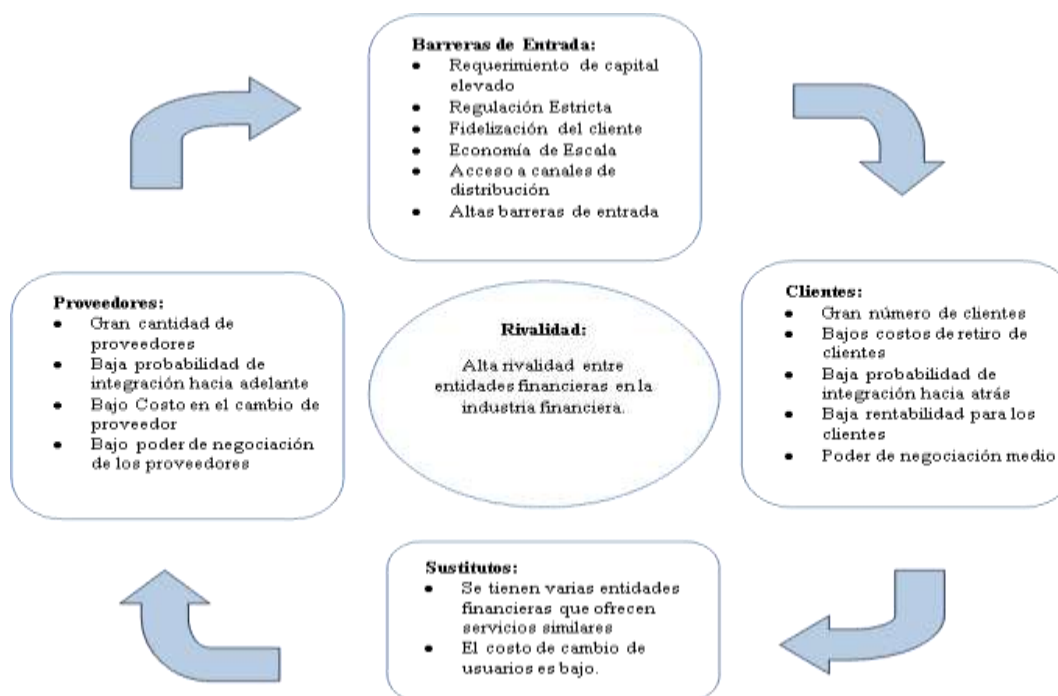 Barreras de Entrada:
● Requerimiento de capital
elevado
● Regulación Estricta
● Fidelización del cliente
● Economía de Escala
● Acceso a canales de
distribución
● Altas barreras de entrada
Proveedores:
● Gran cantidad de
proveedores
● Baja probabilidad de
integración hacia adelante
● Bajo Costo en el cambio de
proveedor
● Bajo poder de negociación
de los proveedores
Rivalidad:
Alta rivalidad entre
entidades financieras en la
industria financiera.
Clientes:
● Gran número de clientes
● Bajos costos de retiro de
clientes
● Baja probabilidad de
integración hacia atrás
● Baja rentabilidad para los
clientes
● Poder de negociación medio
Sustitutos:
● Se tienen varias entidades
financieras que ofrecen
servicios similares
● El costo de cambio de
usuarios es bajo.